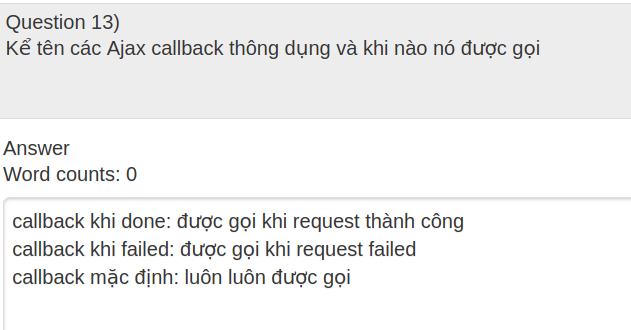 Question 13)
Kể tên các Ajax callback thông dụng và khi nào nó được gọi
Answer
Word counts: 0
callback khi done: được gọi khi request thành công
callback khi failed: được gọi khi request failed
callback mặc định: luôn luôn được gọi